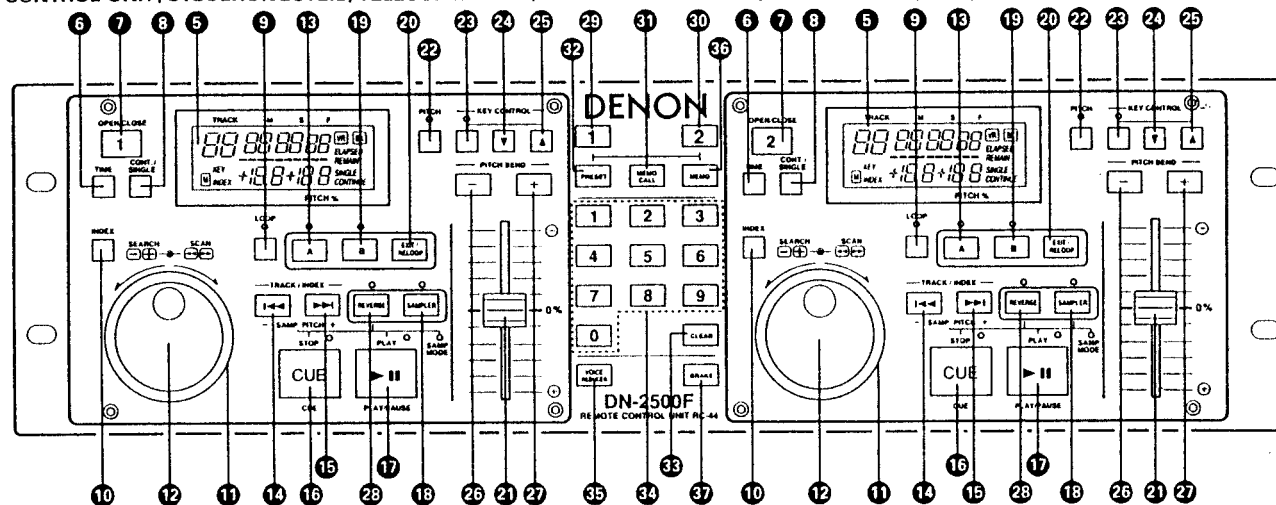 6 7 8 5 9 13 19 20 22 23 24 25 29 31 30 6 7 8 5 9 13 19 20 22 23 24 25
32 36
DENON
OPEN/CLOSE
1
TIME
CONT./
SINGLE
TRACK M S F
ELAPSED
REMAIN
KEY
M INDEX
SINGLE
CONTINUE
PITCH %
PITCH
KEY CONTROL
▼ ▲
PITCH BEND
− +
LOOP
A B EXIT/
RELOOP
INDEX
SEARCH SCAN
TRACK / INDEX
REVERSE SAMPLER
− SAMP PITCH +
STOP PLAY SAMP
MODE
CUE ►II
CUE PLAY/PAUSE
0%
1 2
PRESET MEMO
CALL MEMO
1 2 3
4 5 6
7 8 9
0 CLEAR
BRAKE
DN-2500F
REMOTE CONTROL UNIT RC-44
OPEN/CLOSE
2
TIME
CONT./
SINGLE
TRACK M S F
ELAPSED
REMAIN
KEY
M INDEX
SINGLE
CONTINUE
PITCH %
PITCH
KEY CONTROL
▼ ▲
PITCH BEND
− +
LOOP
A B EXIT/
RELOOP
INDEX
SEARCH SCAN
TRACK / INDEX
REVERSE SAMPLER
− SAMP PITCH +
STOP PLAY SAMP
MODE
CUE ►II
CUE PLAY/PAUSE
0%
15 17 33 16 17
10 12 11 14 16 28 18 26 21 27 35 34 37 10 12 11 14 15 28 18 26 21 27